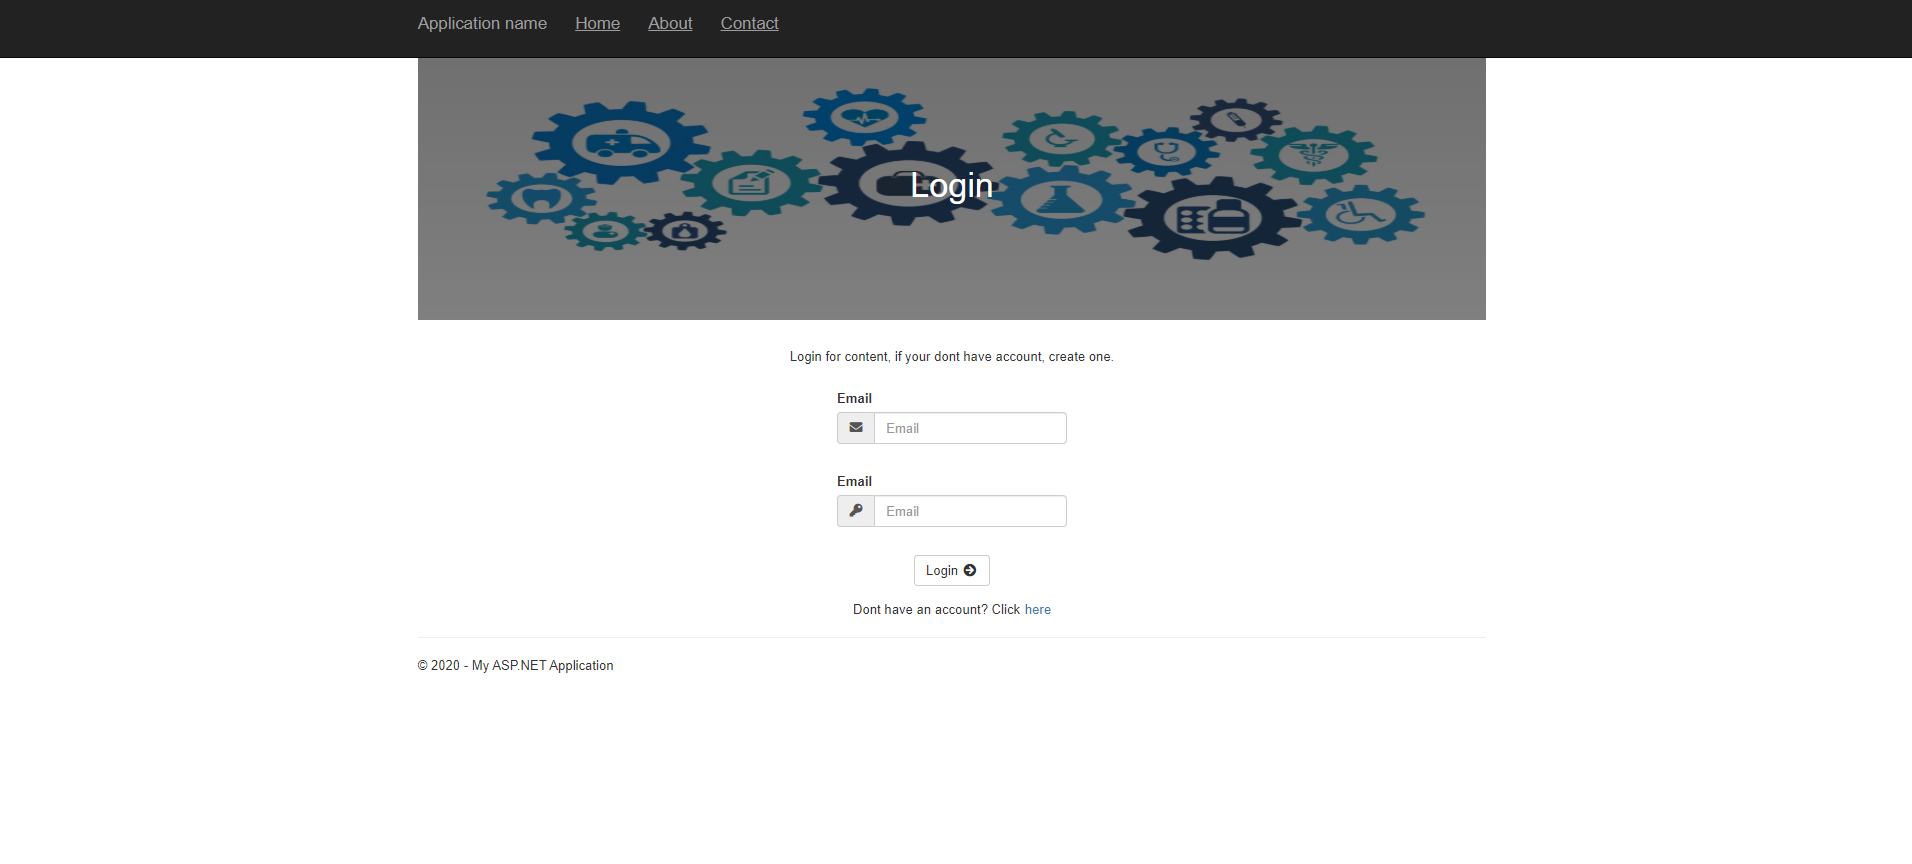 Application name Home About Contact
Login
Login for content, if your dont have account, create one.
Email
Email
Email
Email
Login
Dont have an account? Click here
© 2020 - My ASP.NET Application